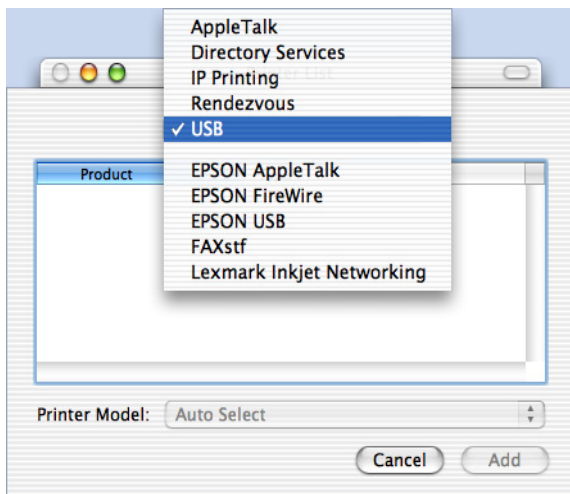 AppleTalk
Directory Services
IP Printing
Rendezvous
✓ USB
EPSON AppleTalk
EPSON FireWire
EPSON USB
FAXstf
Lexmark Inkjet Networking
Product
Printer Model: Auto Select
Cancel Add